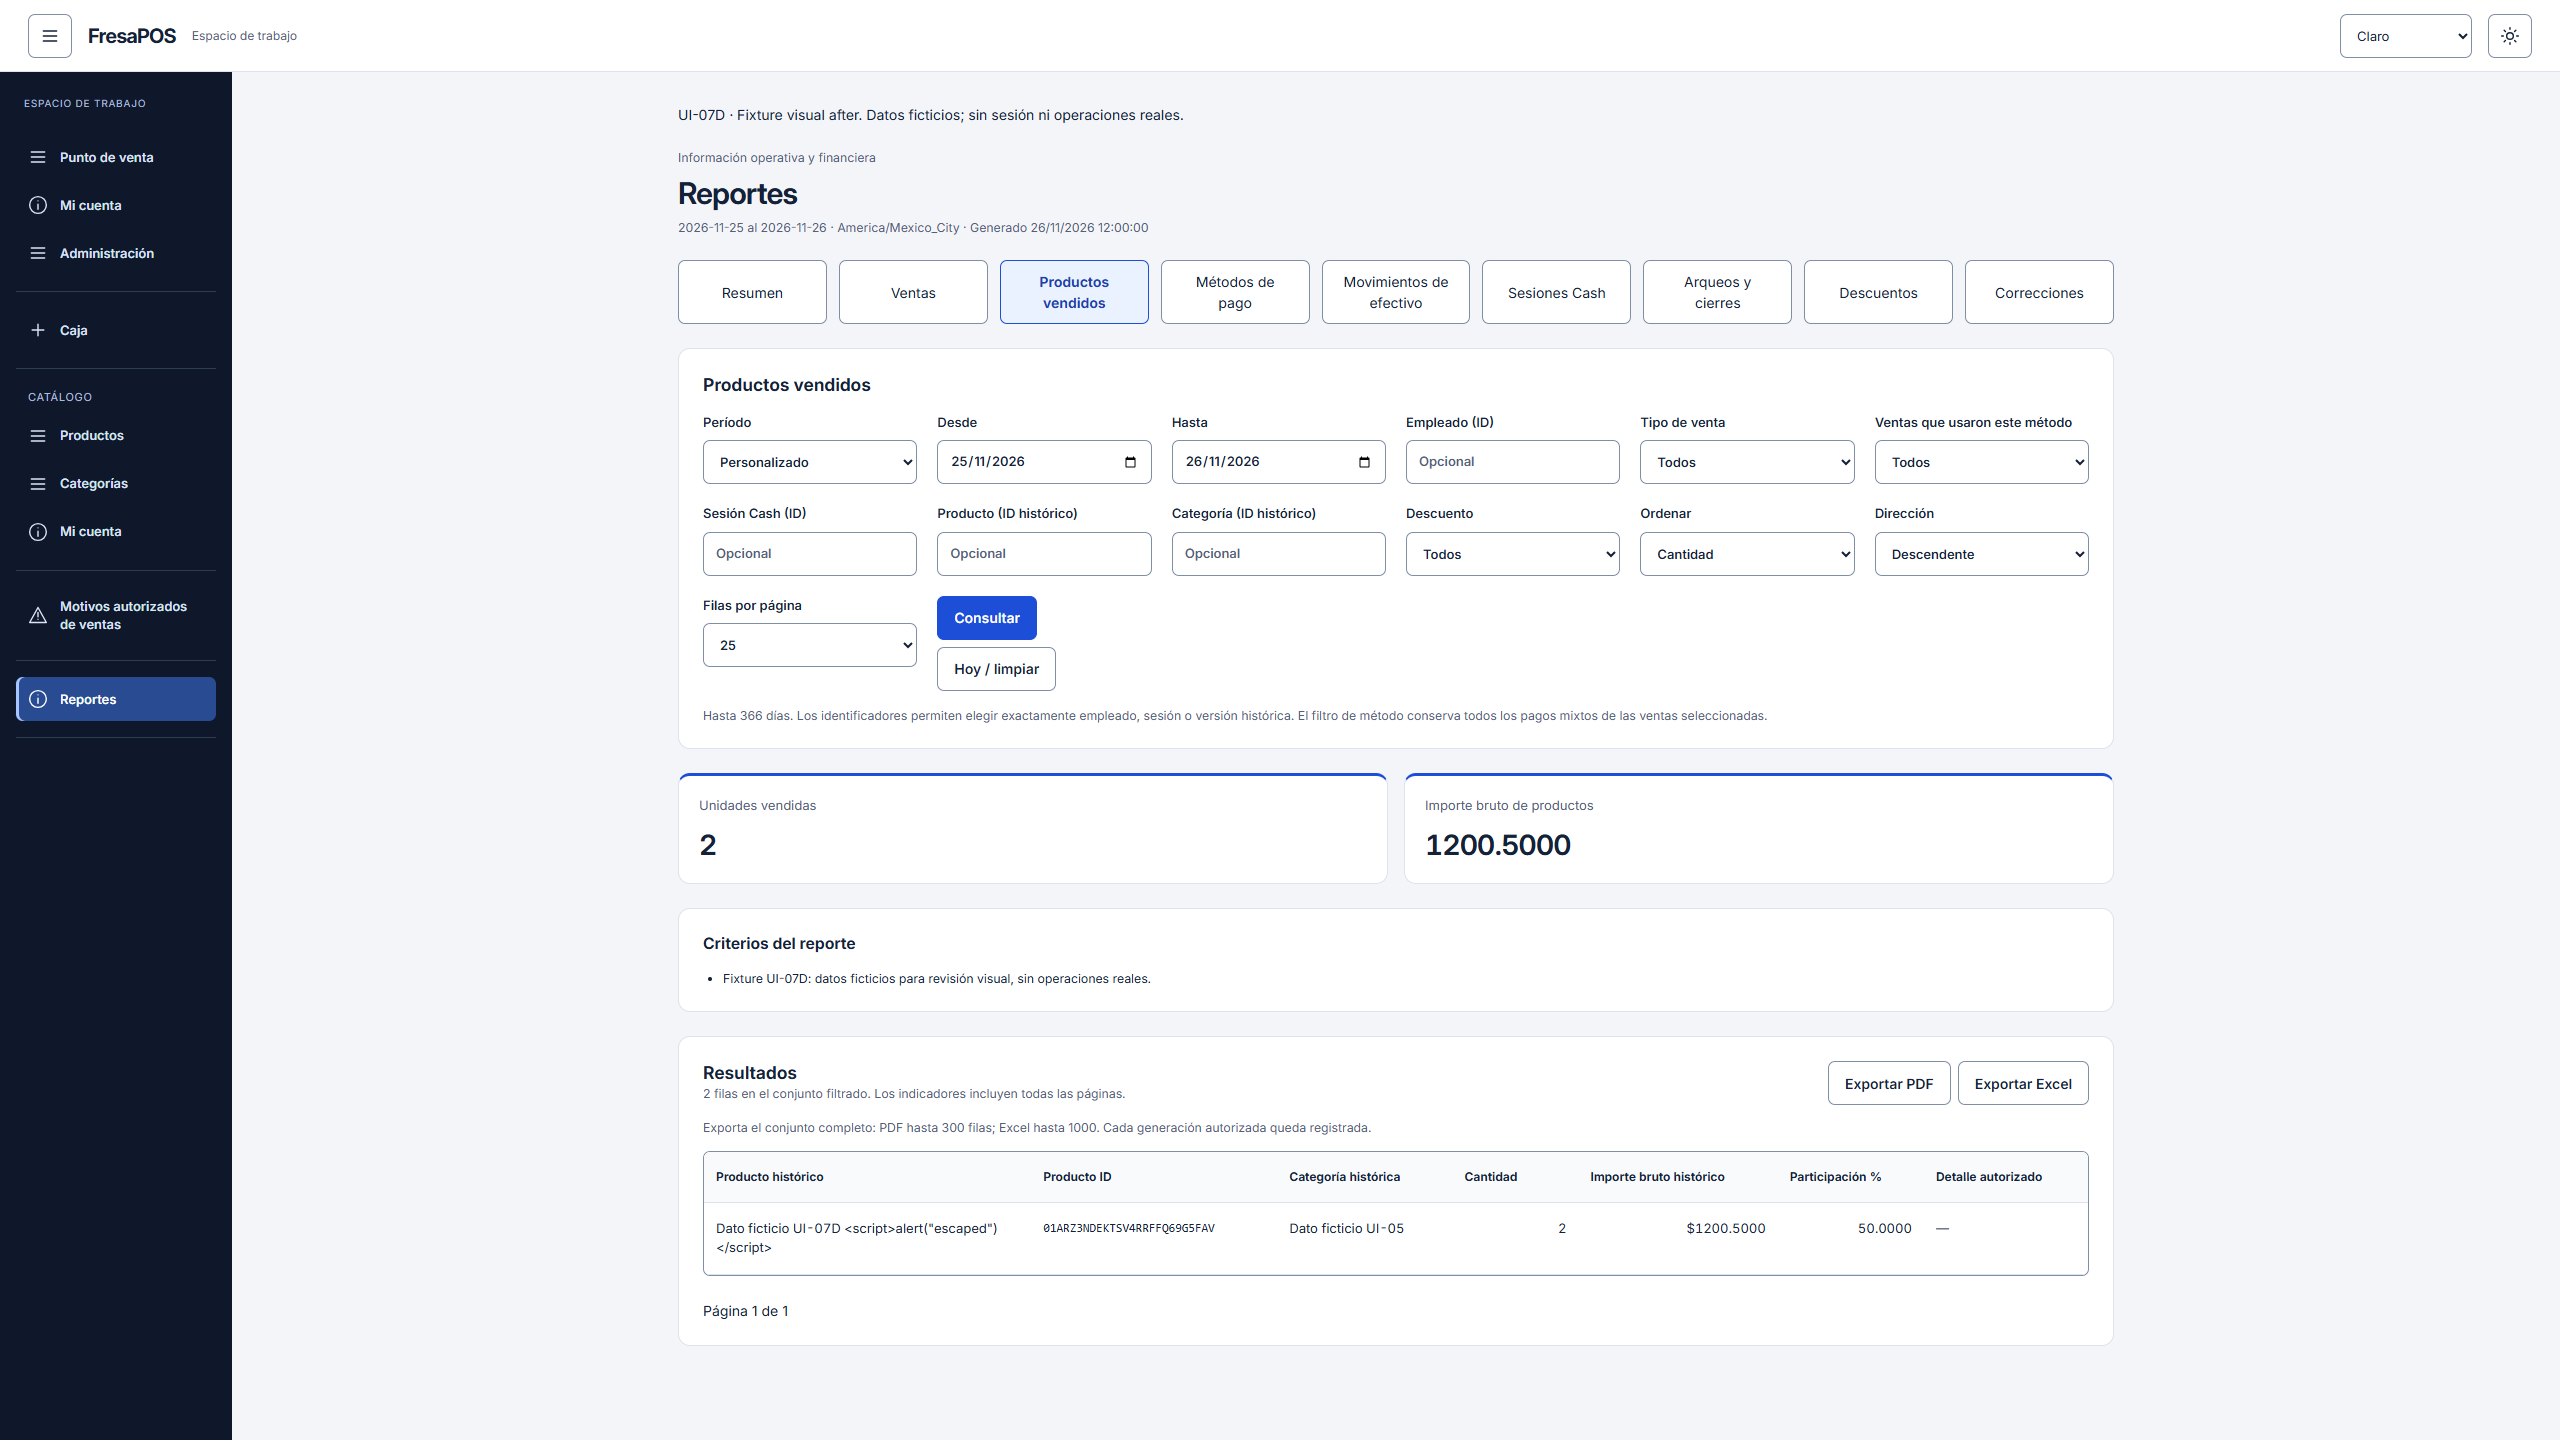 FresaPOS Espacio de trabajo
Claro
ESPACIO DE TRABAJO
Punto de venta
Mi cuenta
Administración
Caja
CATÁLOGO
Productos
Categorías
Mi cuenta
Motivos autorizados
de ventas
Reportes
UI-07D · Fixture visual after. Datos ficticios; sin sesión ni operaciones reales.
Información operativa y financiera
Reportes
2026-11-25 al 2026-11-26 · America/Mexico_City · Generado 26/11/2026 12:00:00
Resumen
Ventas
Productos
vendidos
Métodos de
pago
Movimientos de
efectivo
Sesiones Cash
Arqueos y
cierres
Descuentos
Correcciones
Productos vendidos
Período Desde Hasta Empleado (ID) Tipo de venta Ventas que usaron este método
Personalizado 25/11/2026 26/11/2026 Opcional Todos Todos
Sesión Cash (ID) Producto (ID histórico) Categoría (ID histórico) Descuento Ordenar Dirección
Opcional Opcional Opcional Todos Cantidad Descendente
Filas por página
25
Consultar
Hoy / limpiar
Hasta 366 días. Los identificadores permiten elegir exactamente empleado, sesión o versión histórica. El filtro de método conserva todos los pagos mixtos de las ventas seleccionadas.
Unidades vendidas
2
Importe bruto de productos
1200.5000
Criterios del reporte
• Fixture UI-07D: datos ficticios para revisión visual, sin operaciones reales.
Resultados
2 filas en el conjunto filtrado. Los indicadores incluyen todas las páginas.
Exportar PDF Exportar Excel
Exporta el conjunto completo: PDF hasta 300 filas; Excel hasta 1000. Cada generación autorizada queda registrada.
Producto histórico Producto ID Categoría histórica Cantidad Importe bruto histórico Participación % Detalle autorizado
Dato ficticio UI-07D <script>alert("escaped")
</script>
01ARZ3NDEKTSV4RRFFQ69G5FAV Dato ficticio UI-05 2 $1200.5000 50.0000 —
Página 1 de 1